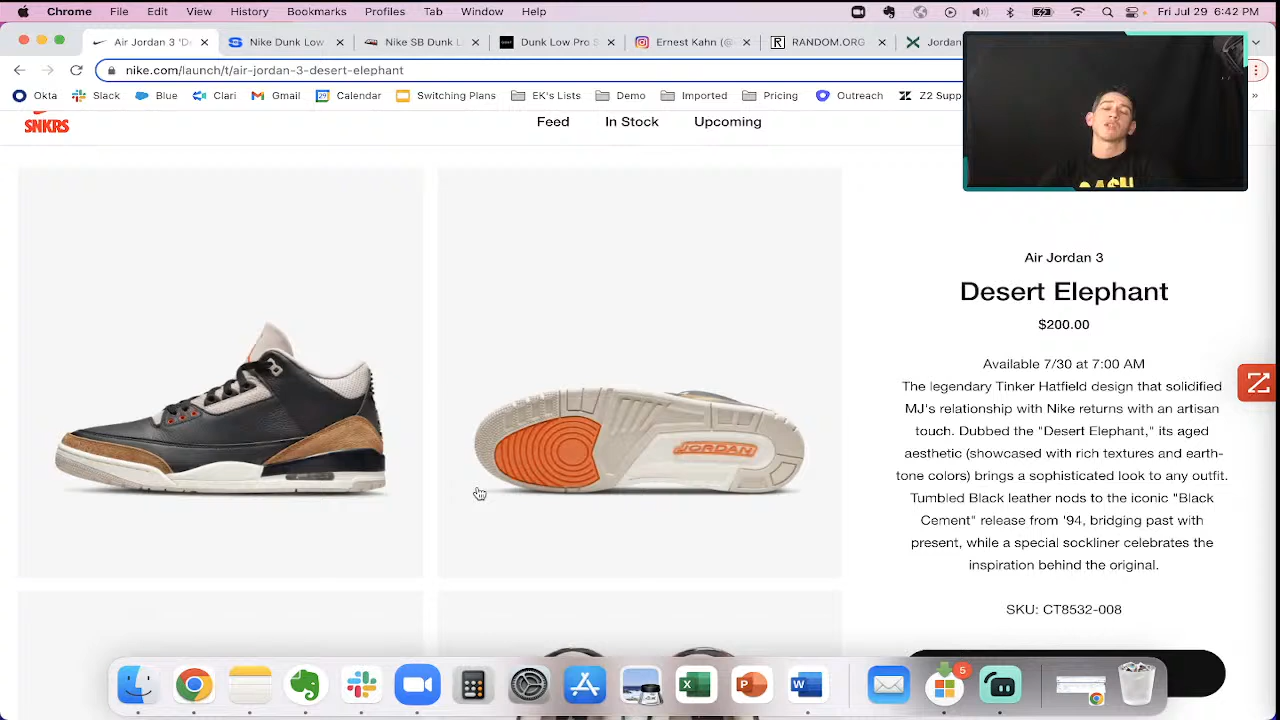 Chrome File Edit View History Bookmarks Profiles Tab Window Help Fri Jul 29 6:42 PM
Air Jordan 3 'De Nike Dunk Low Nike SB Dunk L Dunk Low Pro S Ernest Kahn (@ RANDOM.ORG Jordan
nike.com/launch/t/air-jordan-3-desert-elephant
Okta Slack Blue Clari Gmail Calendar Switching Plans EK's Lists Demo Imported Pricing Outreach Z2 Supp »
SNKRS
Feed In Stock Upcoming
Air Jordan 3
Desert Elephant
$200.00
Available 7/30 at 7:00 AM
The legendary Tinker Hatfield design that solidified
MJ's relationship with Nike returns with an artisan
touch. Dubbed the "Desert Elephant," its aged
aesthetic (showcased with rich textures and earth-
tone colors) brings a sophisticated look to any outfit.
Tumbled Black leather nods to the iconic "Black
Cement" release from '94, bridging past with
present, while a special sockliner celebrates the
inspiration behind the original.
SKU: CT8532-008
JORDAN
5